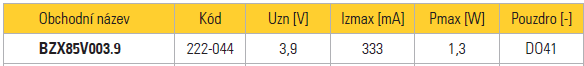 Obchodní název Kód Uzn [V] Izmax [mA] Pmax [W] Pouzdro [-]
BZX85V003.9 222-044 3,9 333 1,3 DO41